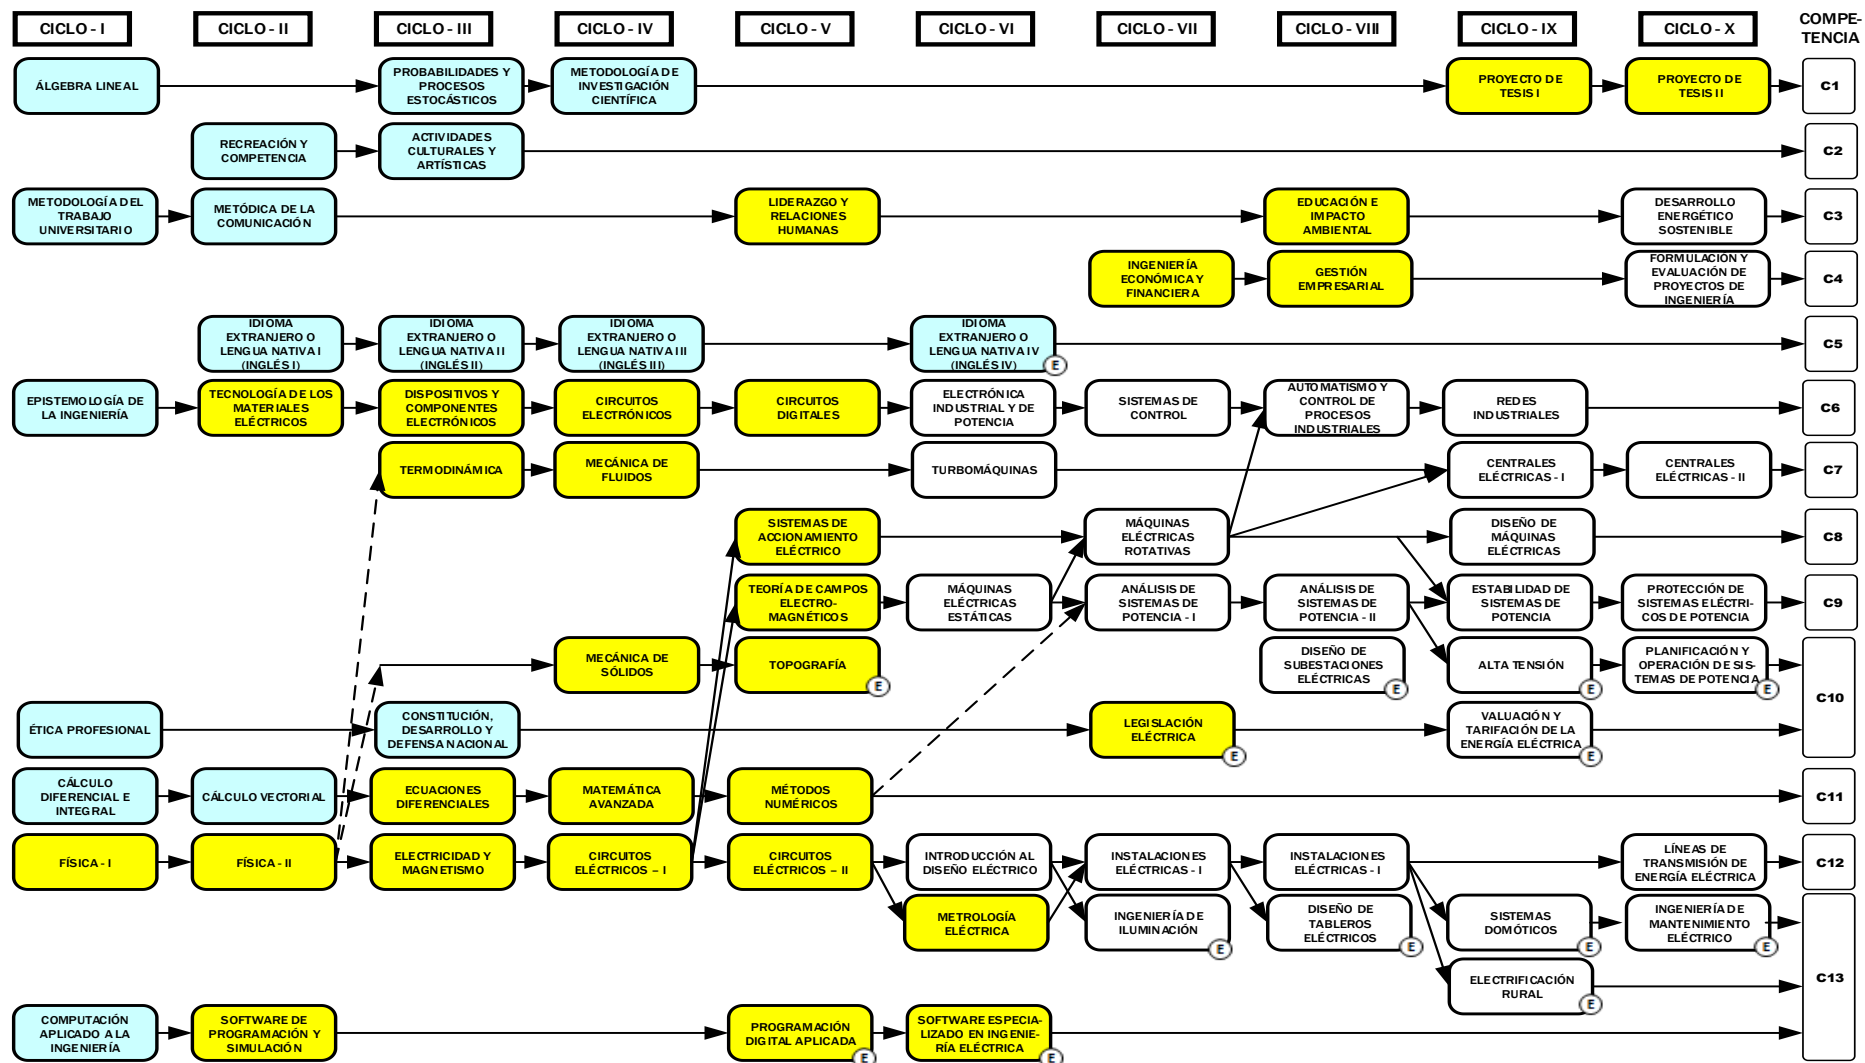 CICLO - I
CICLO - II
CICLO - III
CICLO - IV
CICLO - V
CICLO - VI
CICLO - VII
CICLO - VIII
CICLO - IX
CICLO - X
COMPE-
TENCIA
ÁLGEBRA LINEAL
PROBABILIDADES Y
PROCESOS
ESTOCÁSTICOS
METODOLOGÍA DE
INVESTIGACIÓN
CIENTÍFICA
PROYECTO DE
TESIS I
PROYECTO DE
TESIS II
C1
RECREACIÓN Y
COMPETENCIA
ACTIVIDADES
CULTURALES Y
ARTÍSTICAS
C2
METODOLOGÍA DEL
TRABAJO
UNIVERSITARIO
METÓDICA DE LA
COMUNICACIÓN
LIDERAZGO Y
RELACIONES
HUMANAS
EDUCACIÓN E
IMPACTO
AMBIENTAL
DESARROLLO
ENERGÉTICO
SOSTENIBLE
C3
INGENIERÍA
ECONÓMICA Y
FINANCIERA
GESTIÓN
EMPRESARIAL
FORMULACIÓN Y
EVALUACIÓN DE
PROYECTOS DE
INGENIERÍA
C4
IDIOMA
EXTRANJERO O
LENGUA NATIVA I
(INGLÉS I)
IDIOMA
EXTRANJERO O
LENGUA NATIVA II
(INGLÉS II)
IDIOMA
EXTRANJERO O
LENGUA NATIVA III
(INGLÉS III)
IDIOMA
EXTRANJERO O
LENGUA NATIVA IV
(INGLÉS IV)
E
C5
EPISTEMOLOGÍA DE
LA INGENIERÍA
TECNOLOGÍA DE LOS
MATERIALES
ELÉCTRICOS
DISPOSITIVOS Y
COMPONENTES
ELECTRÓNICOS
CIRCUITOS
ELECTRÓNICOS
CIRCUITOS
DIGITALES
ELECTRÓNICA
INDUSTRIAL Y DE
POTENCIA
SISTEMAS DE
CONTROL
AUTOMATISMO Y
CONTROL DE
PROCESOS
INDUSTRIALES
REDES
INDUSTRIALES
C6
TERMODINÁMICA
MECÁNICA DE
FLUIDOS
TURBOMÁQUINAS
CENTRALES
ELÉCTRICAS - I
CENTRALES
ELÉCTRICAS - II
C7
SISTEMAS DE
ACCIONAMIENTO
ELÉCTRICO
MÁQUINAS
ELÉCTRICAS
ROTATIVAS
DISEÑO DE
MÁQUINAS
ELÉCTRICAS
C8
TEORÍA DE CAMPOS
ELECTRO-
MAGNÉTICOS
MÁQUINAS
ELÉCTRICAS
ESTÁTICAS
ANÁLISIS DE
SISTEMAS DE
POTENCIA - I
ANÁLISIS DE
SISTEMAS DE
POTENCIA - II
ESTABILIDAD DE
SISTEMAS DE
POTENCIA
PROTECCIÓN DE
SISTEMAS ELÉCTRI-
COS DE POTENCIA
C9
MECÁNICA DE
SÓLIDOS
TOPOGRAFÍA
E
DISEÑO DE
SUBESTACIONES
ELÉCTRICAS
E
ALTA TENSIÓN
E
PLANIFICACIÓN Y
OPERACIÓN DE SIS-
TEMAS DE POTENCIA
E
C10
ÉTICA PROFESIONAL
CONSTITUCIÓN,
DESARROLLO Y
DEFENSA NACIONAL
LEGISLACIÓN
ELÉCTRICA
E
VALUACIÓN Y
TARIFACIÓN DE LA
ENERGÍA ELÉCTRICA
E
CÁLCULO
DIFERENCIAL E
INTEGRAL
CÁLCULO VECTORIAL
ECUACIONES
DIFERENCIALES
MATEMÁTICA
AVANZADA
MÉTODOS
NUMÉRICOS
C11
FÍSICA - I
FÍSICA - II
ELECTRICIDAD Y
MAGNETISMO
CIRCUITOS
ELÉCTRICOS – I
CIRCUITOS
ELÉCTRICOS – II
INTRODUCCIÓN AL
DISEÑO ELÉCTRICO
INSTALACIONES
ELÉCTRICAS - I
INSTALACIONES
ELÉCTRICAS - I
LÍNEAS DE
TRANSMISIÓN DE
ENERGÍA ELÉCTRICA
C12
METROLOGÍA
ELÉCTRICA
INGENIERÍA DE
ILUMINACIÓN
E
DISEÑO DE
TABLEROS
ELÉCTRICOS
E
SISTEMAS
DOMÓTICOS
E
INGENIERÍA DE
MANTENIMIENTO
ELÉCTRICO
E
C13
ELECTRIFICACIÓN
RURAL
E
COMPUTACIÓN
APLICADO A LA
INGENIERÍA
SOFTWARE DE
PROGRAMACIÓN Y
SIMULACIÓN
PROGRAMACIÓN
DIGITAL APLICADA
E
SOFTWARE ESPECIA-
LIZADO EN INGENIE-
RÍA ELÉCTRICA
E